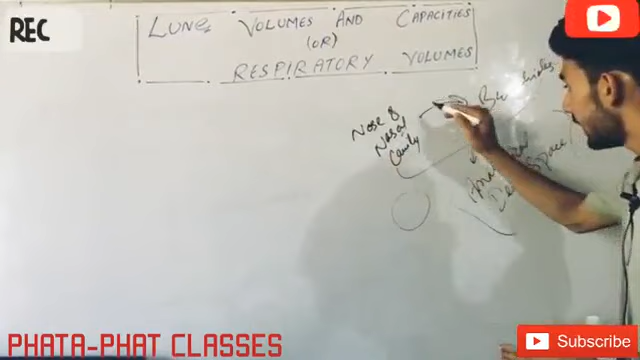 REC
LUNG VOLUMES AND CAPACITIES
(OR)
RESPIRATORY VOLUMES
Nose &
Nasal
Cavity
Dead Space
PHATA-PHAT CLASSES
Subscribe